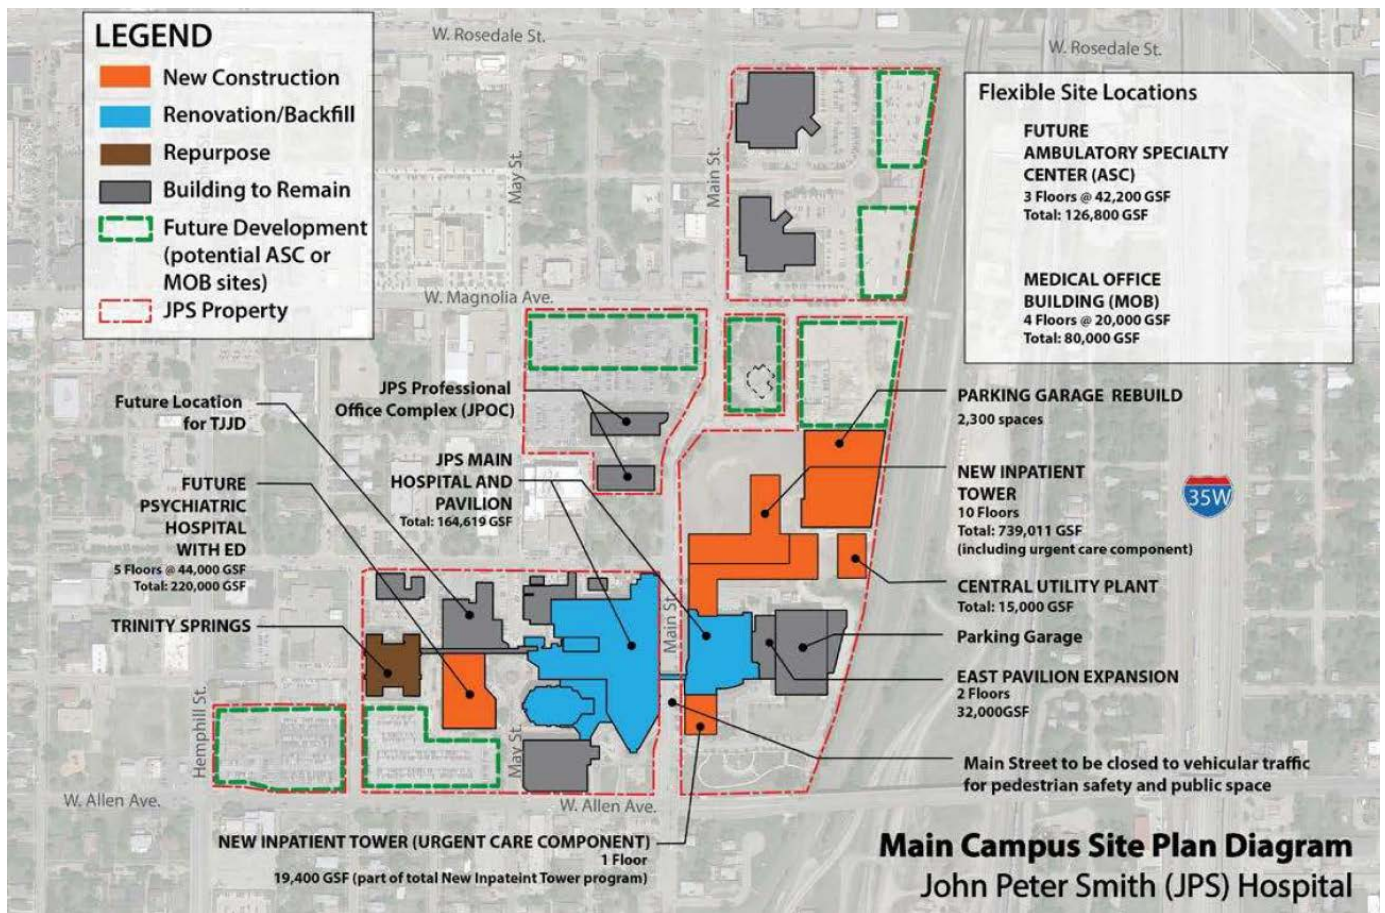 LEGEND
New Construction
Renovation/Backfill
Repurpose
Building to Remain
Future Development
(potential ASC or
MOB sites)
JPS Property
W. Rosedale St.
W. Rosedale St.
May St.
Main St.
W. Magnolia Ave.
Flexible Site Locations
FUTURE
AMBULATORY SPECIALTY
CENTER (ASC)
3 Floors @ 42,200 GSF
Total: 126,800 GSF
MEDICAL OFFICE
BUILDING (MOB)
4 Floors @ 20,000 GSF
Total: 80,000 GSF
JPS Professional
Office Complex (JPOC)
Future Location
for TJJD
JPS MAIN
HOSPITAL AND
PAVILION
Total: 164,619 GSF
FUTURE
PSYCHIATRIC
HOSPITAL
WITH ED
5 Floors @ 44,000 GSF
Total: 220,000 GSF
TRINITY SPRINGS
PARKING GARAGE REBUILD
2,300 spaces
NEW INPATIENT
TOWER
10 Floors
Total: 739,011 GSF
(including urgent care component)
35W
CENTRAL UTILITY PLANT
Total: 15,000 GSF
Parking Garage
EAST PAVILION EXPANSION
2 Floors
32,000GSF
Main St.
Hemphill St.
May St.
Main Street to be closed to vehicular traffic
for pedestrian safety and public space
W. Allen Ave.
W. Allen Ave.
NEW INPATIENT TOWER (URGENT CARE COMPONENT)
1 Floor
19,400 GSF (part of total New Inpateint Tower program)
Main Campus Site Plan Diagram
John Peter Smith (JPS) Hospital